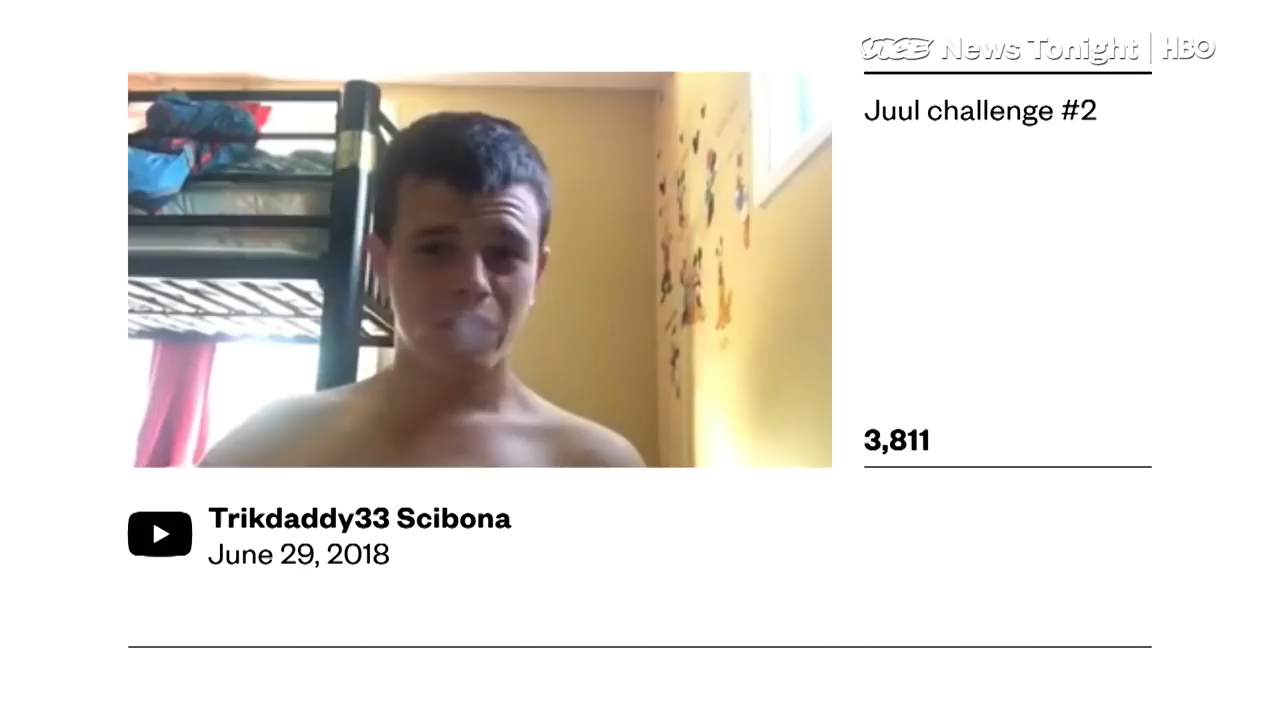 VICE News Tonight | HBO
Juul challenge #2
3,811
Trikdaddy33 Scibona
June 29, 2018